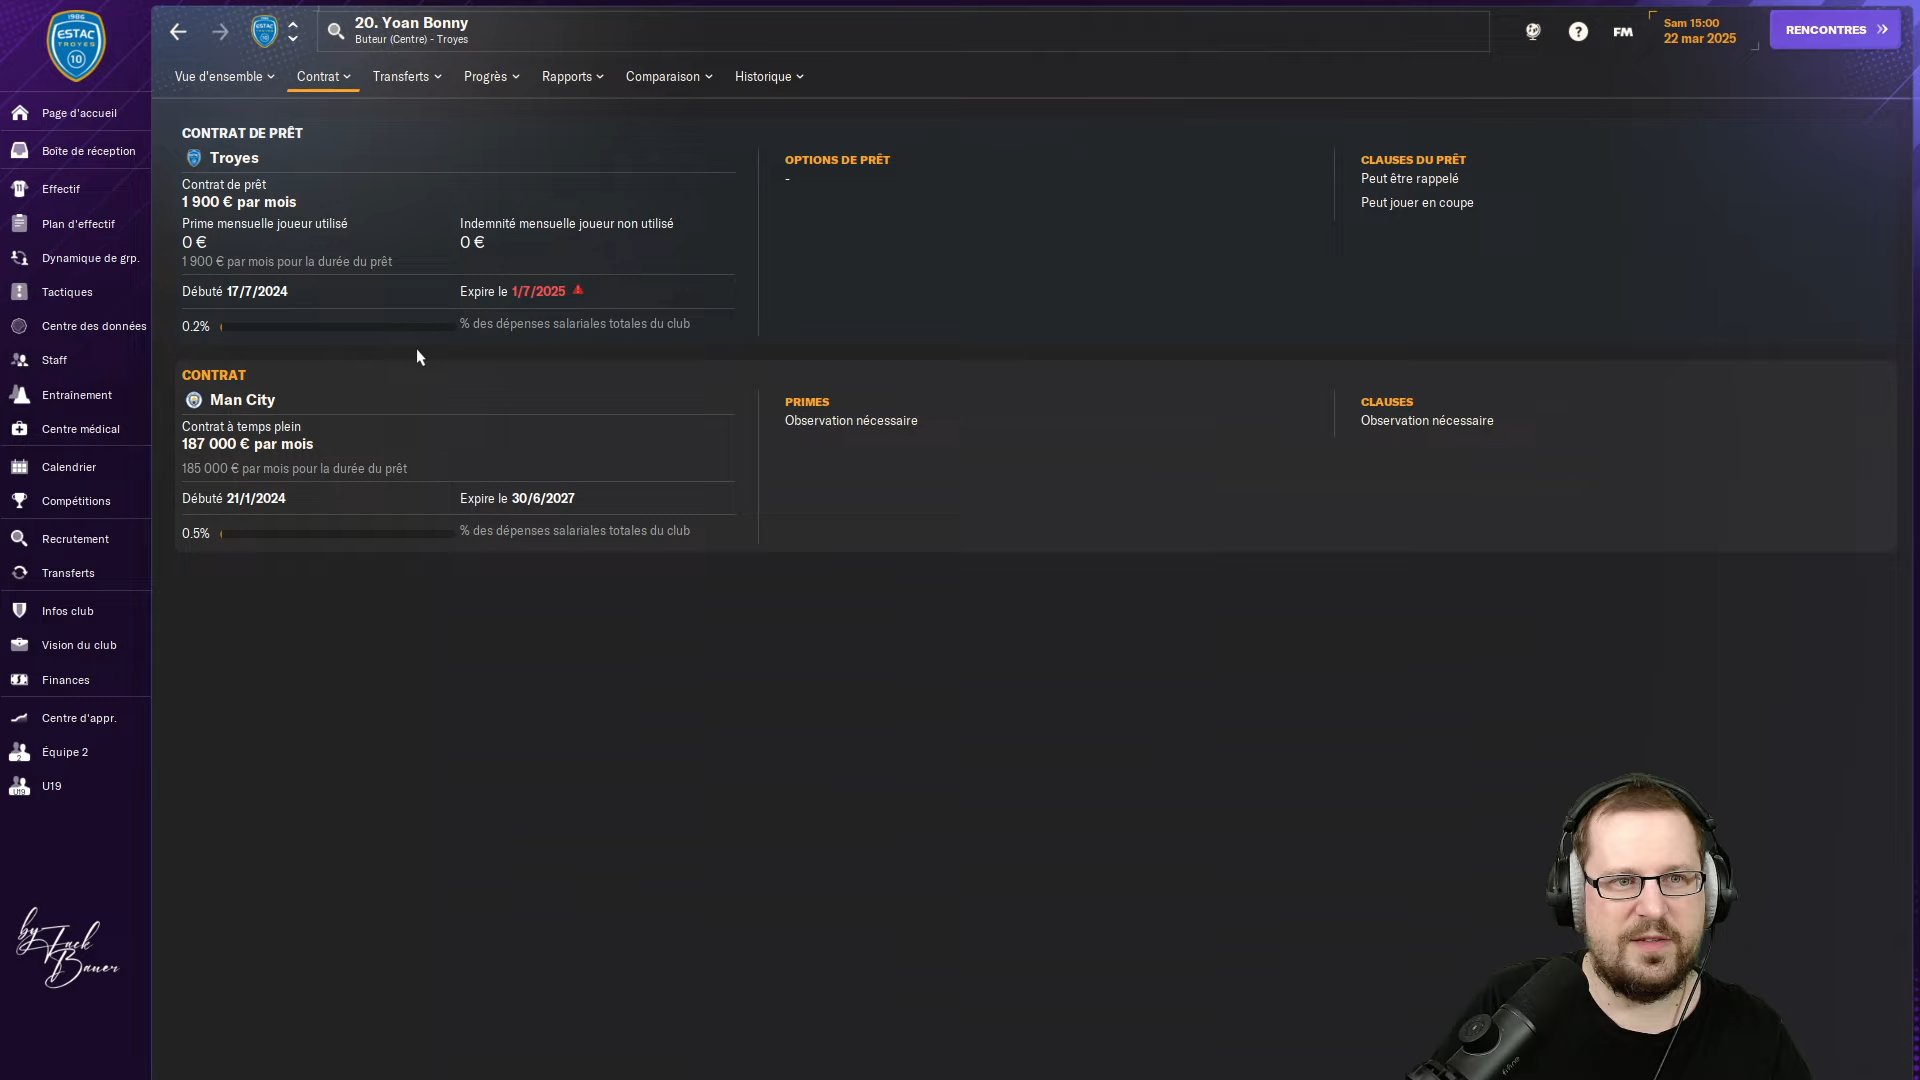 1986
ESTAC
TROYES
10
20. Yoan Bonny
Buteur (Centre) - Troyes
?
FM
Sam 15:00
22 mar 2025
RENCONTRES
Vue d'ensemble
Contrat
Transferts
Progrès
Rapports
Comparaison
Historique
Page d'accueil
Boîte de réception
Effectif
Plan d'effectif
Dynamique de grp.
Tactiques
Centre des données
Staff
Entraînement
Centre médical
Calendrier
Compétitions
Recrutement
Transferts
Infos club
Vision du club
Finances
Centre d'appr.
Équipe 2
U19
by Jack
Bauer
CONTRAT DE PRÊT
Troyes
Contrat de prêt
1 900 € par mois
Prime mensuelle joueur utilisé
Indemnité mensuelle joueur non utilisé
0 €
0 €
1 900 € par mois pour la durée du prêt
Débuté 17/7/2024
Expire le 1/7/2025
0.2%
% des dépenses salariales totales du club
OPTIONS DE PRÊT
-
CLAUSES DU PRÊT
Peut être rappelé
Peut jouer en coupe
CONTRAT
Man City
Contrat à temps plein
187 000 € par mois
185 000 € par mois pour la durée du prêt
Débuté 21/1/2024
Expire le 30/6/2027
0.5%
% des dépenses salariales totales du club
PRIMES
Observation nécessaire
CLAUSES
Observation nécessaire